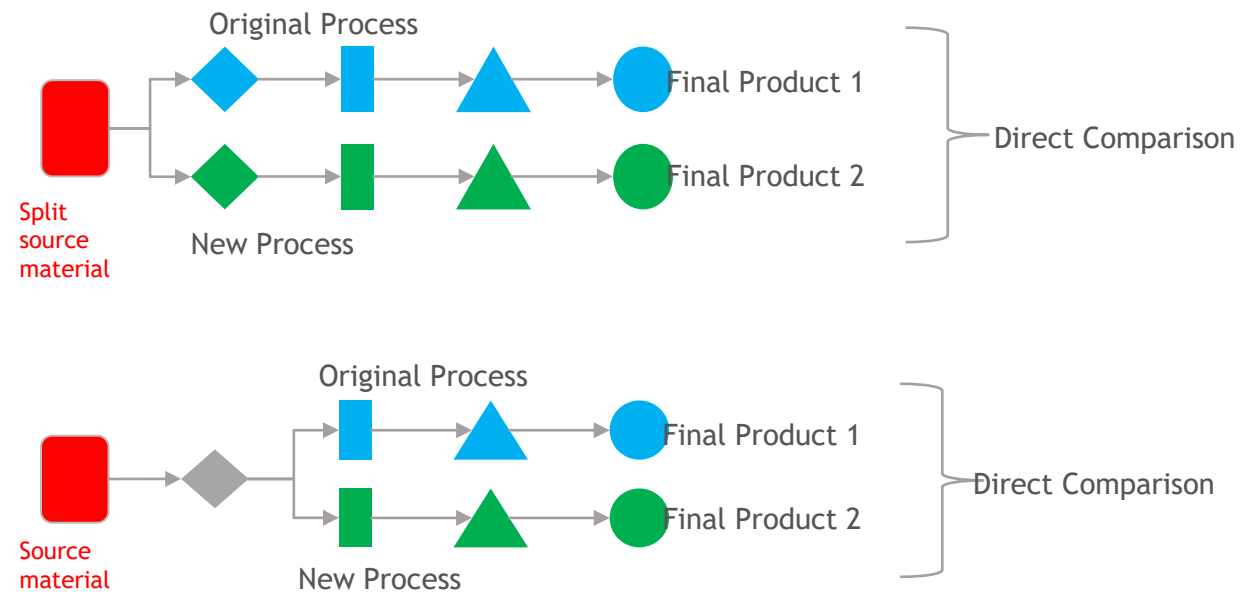 Original Process
Final Product 1
Direct Comparison
Final Product 2
Split
source
material
New Process
Original Process
Final Product 1
Direct Comparison
Final Product 2
Source
material
New Process